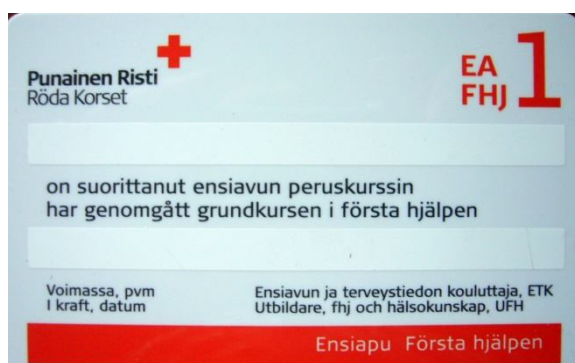 Punainen Risti
Röda Korset
EA
FHJ
1
on suorittanut ensiavun peruskurssin
har genomgått grundkursen i första hjälpen
Voimassa, pvm
I kraft, datum
Ensiavun ja terveystiedon kouluttaja, ETK
Utbildare, fhj och hälsokunskap, UFH
Ensiapu Första hjälpen